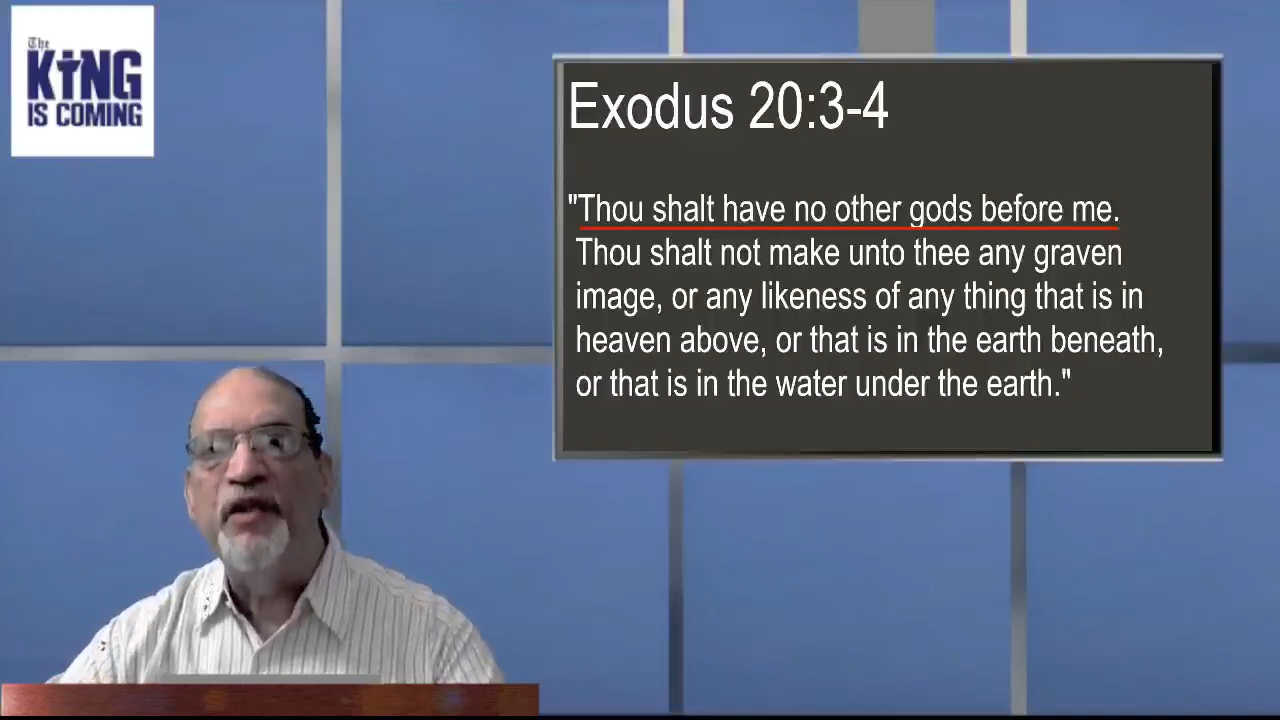 The
KING
IS COMING
Exodus 20:3-4
"Thou shalt have no other gods before me.
Thou shalt not make unto thee any graven
image, or any likeness of any thing that is in
heaven above, or that is in the earth beneath,
or that is in the water under the earth."